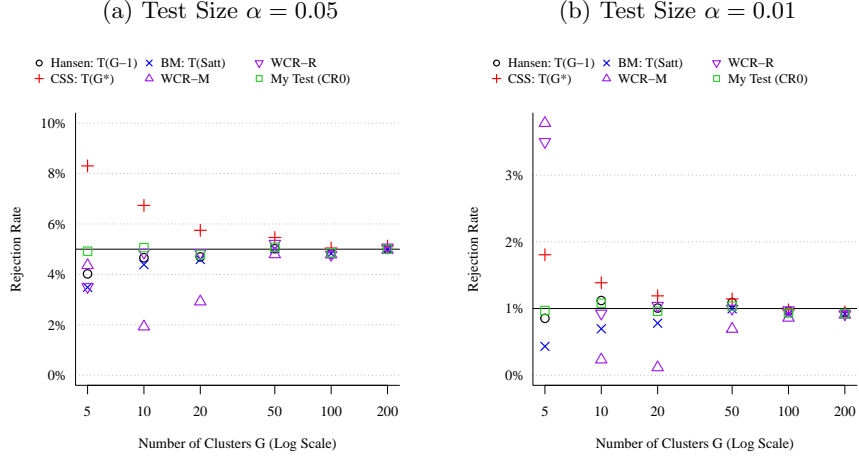 (a) Test Size α = 0.05
Hansen: T(G−1) BM: T(Satt) WCR−R
CSS: T(G*) WCR−M My Test (CR0)
10%
8%
6%
4%
2%
0%
Rejection Rate
5 10 20 50 100 200
Number of Clusters G (Log Scale)
(b) Test Size α = 0.01
Hansen: T(G−1) BM: T(Satt) WCR−R
CSS: T(G*) WCR−M My Test (CR0)
3%
2%
1%
0%
Rejection Rate
5 10 20 50 100 200
Number of Clusters G (Log Scale)